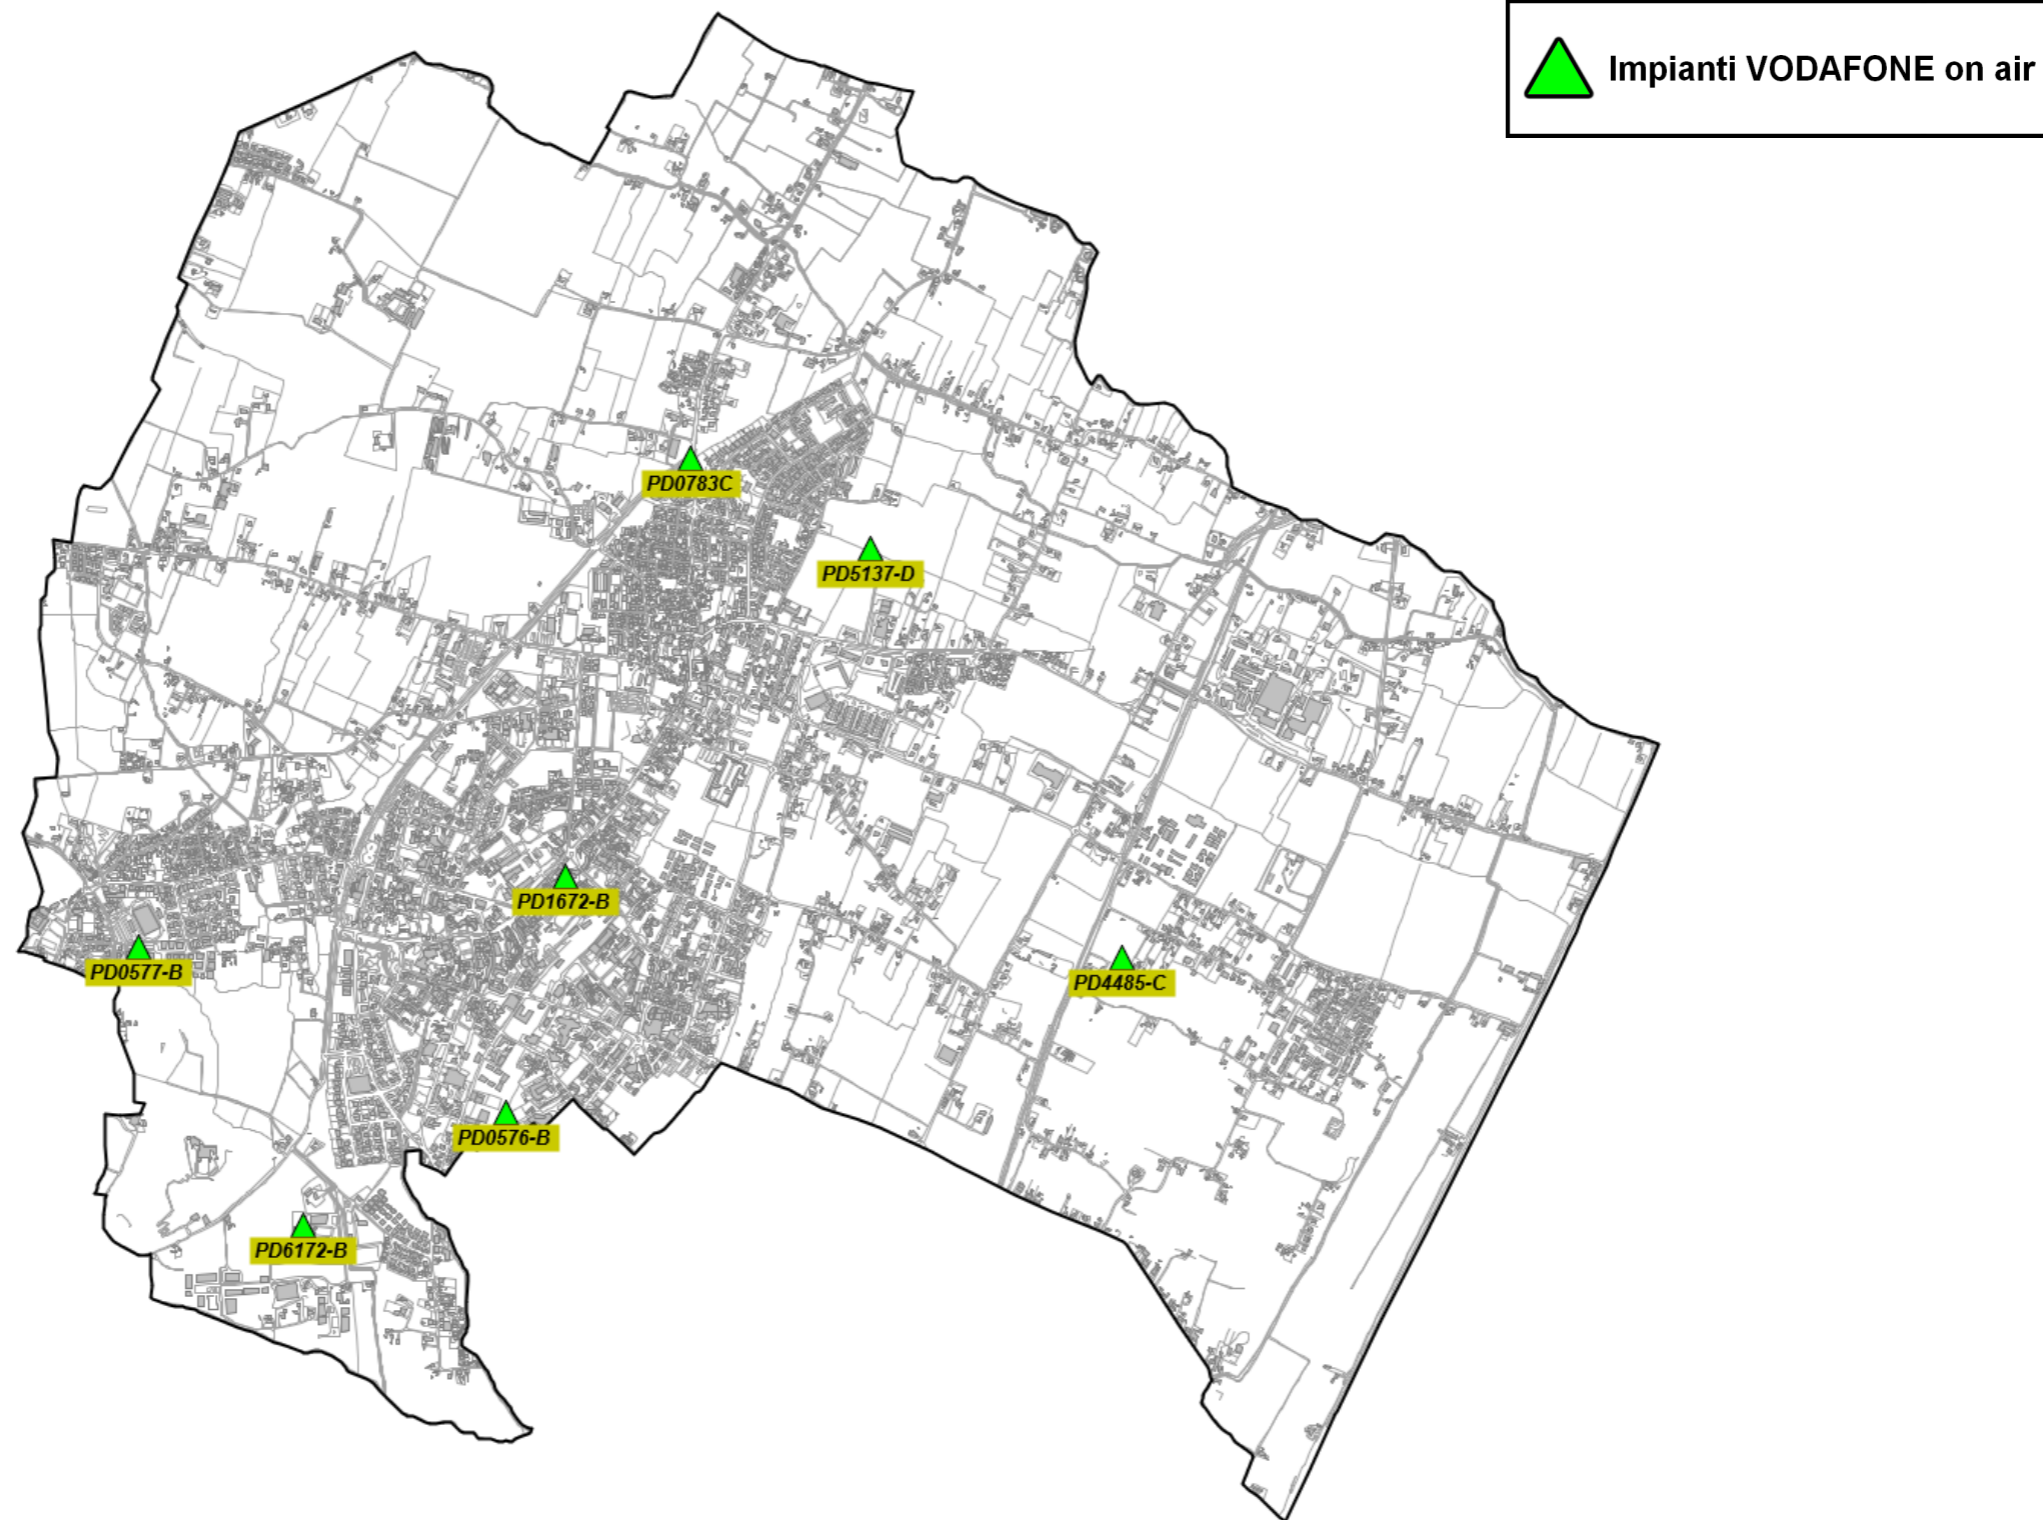 Impianti VODAFONE on air
PD0783C
PD5137-D
PD1672-B
PD0577-B
PD4485-C
PD0576-B
PD6172-B